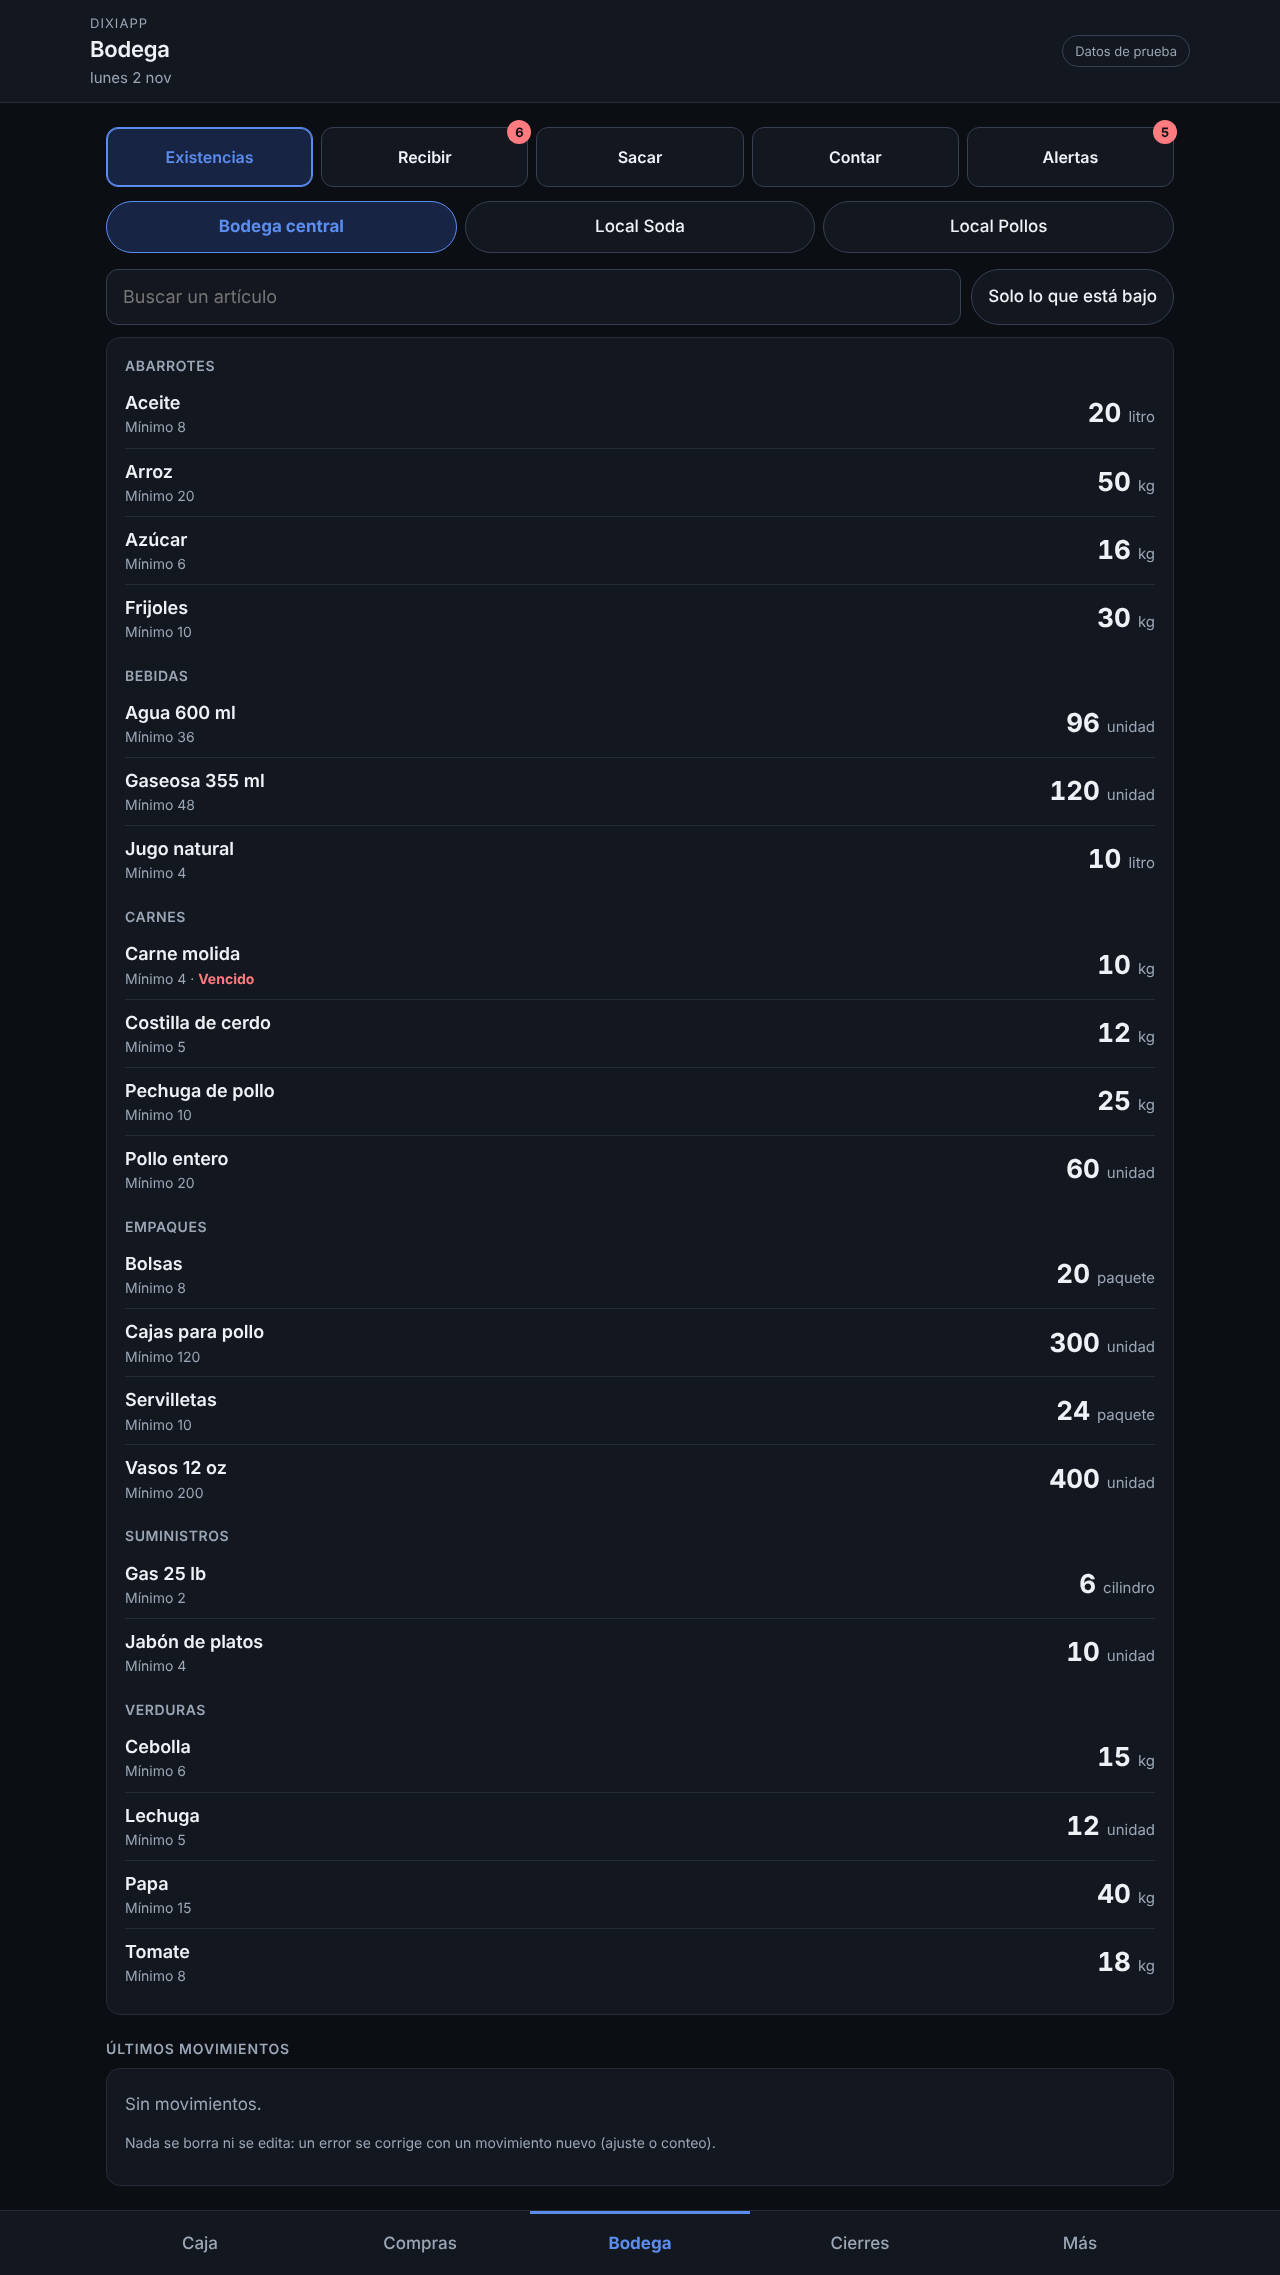 DIXIAPP
Bodega
lunes 2 nov
Datos de prueba
Existencias
Recibir
6
Sacar
Contar
Alertas
5
Bodega central
Local Soda
Local Pollos
Buscar un artículo
Solo lo que está bajo
ABARROTES
Aceite
Mínimo 8
20 litro
Arroz
Mínimo 20
50 kg
Azúcar
Mínimo 6
16 kg
Frijoles
Mínimo 10
30 kg
BEBIDAS
Agua 600 ml
Mínimo 36
96 unidad
Gaseosa 355 ml
Mínimo 48
120 unidad
Jugo natural
Mínimo 4
10 litro
CARNES
Carne molida
Mínimo 4 · Vencido
10 kg
Costilla de cerdo
Mínimo 5
12 kg
Pechuga de pollo
Mínimo 10
25 kg
Pollo entero
Mínimo 20
60 unidad
EMPAQUES
Bolsas
Mínimo 8
20 paquete
Cajas para pollo
Mínimo 120
300 unidad
Servilletas
Mínimo 10
24 paquete
Vasos 12 oz
Mínimo 200
400 unidad
SUMINISTROS
Gas 25 lb
Mínimo 2
6 cilindro
Jabón de platos
Mínimo 4
10 unidad
VERDURAS
Cebolla
Mínimo 6
15 kg
Lechuga
Mínimo 5
12 unidad
Papa
Mínimo 15
40 kg
Tomate
Mínimo 8
18 kg
ÚLTIMOS MOVIMIENTOS
Sin movimientos.
Nada se borra ni se edita: un error se corrige con un movimiento nuevo (ajuste o conteo).
Caja
Compras
Bodega
Cierres
Más